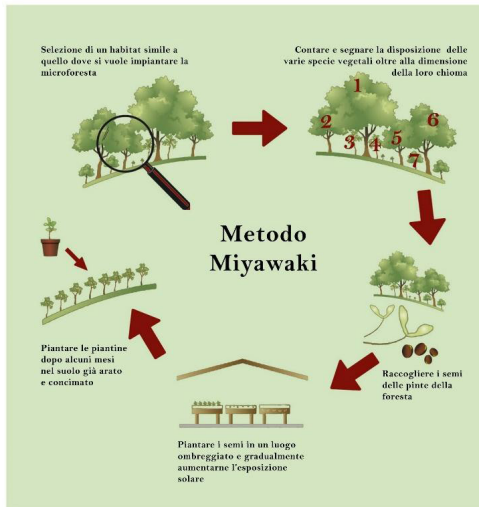 Selezione di un habitat simile a
quello dove si vuole impiantare la
microforesta
Contare e segnare la disposizione delle
varie specie vegetali oltre alla dimensione
della loro chioma
1
2
3
4
5
6
7
Metodo
Miyawaki
Raccogliere i semi
delle pinte della
foresta
Piantare i semi in un luogo
ombreggiato e gradualmente
aumentarne l'esposizione
solare
Piantare le piantine
dopo alcuni mesi
nel suolo già arato
e concimato